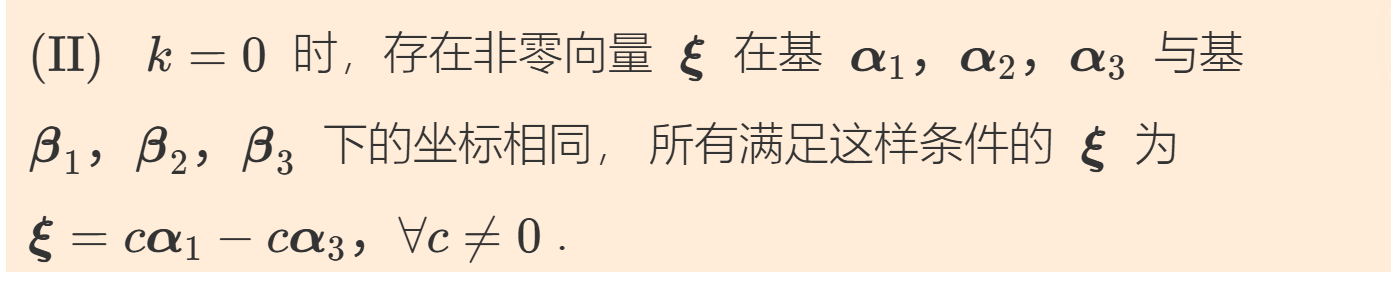 (II) k = 0 时，存在非零向量 ξ 在基 α₁，α₂，α₃ 与基
β₁，β₂，β₃ 下的坐标相同， 所有满足这样条件的 ξ 为
ξ = cα₁ − cα₃，∀c ≠ 0 .